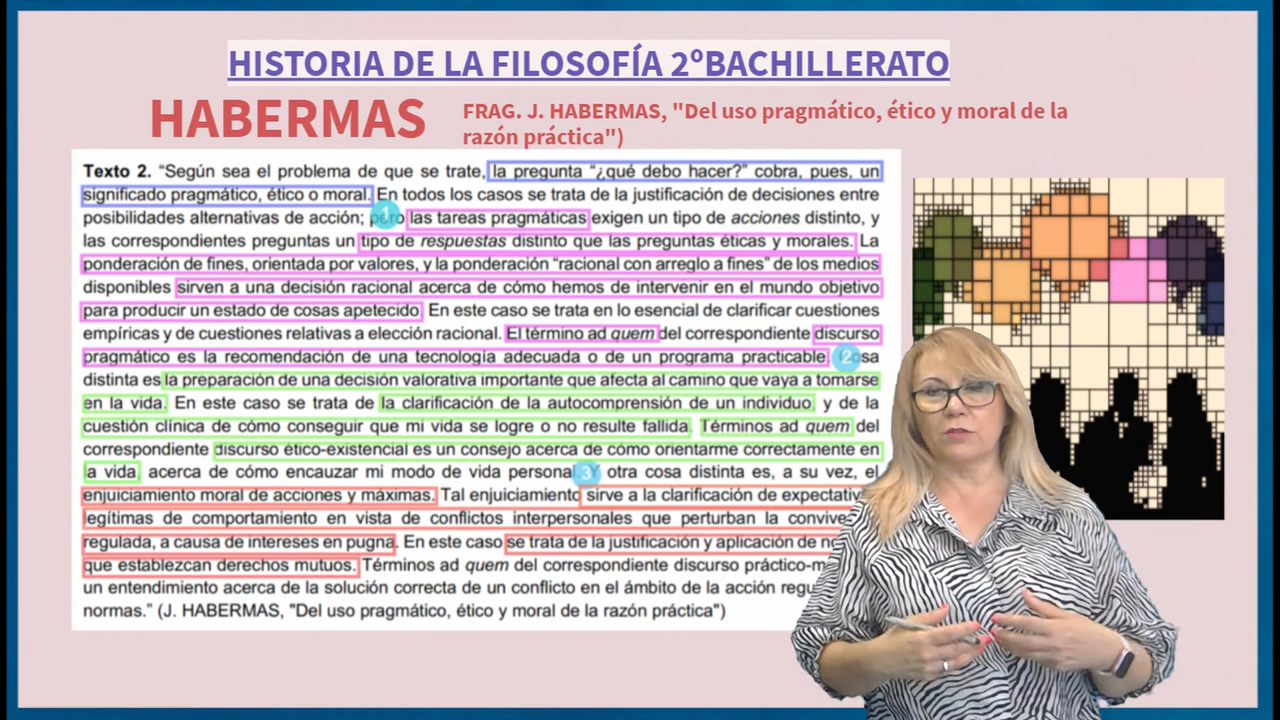 HISTORIA DE LA FILOSOFÍA 2ºBACHILLERATO
HABERMAS
FRAG. J. HABERMAS, "Del uso pragmático, ético y moral de la
razón práctica")
Texto 2. “Según sea el problema de que se trate, la pregunta “¿qué debo hacer?” cobra, pues, un
significado pragmático, ético o moral. En todos los casos se trata de la justificación de decisiones entre
posibilidades alternativas de acción; pero las tareas pragmáticas exigen un tipo de acciones distinto, y
1
las correspondientes preguntas un tipo de respuestas distinto que las preguntas éticas y morales. La
ponderación de fines, orientada por valores, y la ponderación “racional con arreglo a fines” de los medios
disponibles sirven a una decisión racional acerca de cómo hemos de intervenir en el mundo objetivo
para producir un estado de cosas apetecido. En este caso se trata en lo esencial de clarificar cuestiones
empíricas y de cuestiones relativas a elección racional. El término ad quem del correspondiente discurso
pragmático es la recomendación de una tecnología adecuada o de un programa practicable.
2
distinta es la preparación de una decisión valorativa importante que afecta al camino que vaya a tomarse
en la vida. En este caso se trata de la clarificación de la autocomprensión de un individuo, y de la
cuestión clínica de cómo conseguir que mi vida se logre o no resulte fallida. Términos ad quem del
correspondiente discurso ético-existencial es un consejo acerca de cómo orientarme correctamente en
la vida, acerca de cómo encauzar mi modo de vida personal. Y otra cosa distinta es, a su vez, el
3
enjuiciamiento moral de acciones y máximas. Tal enjuiciamiento sirve a la clarificación de
legítimas de comportamiento en vista de conflictos interpersonales que perturban la
regulada, a causa de intereses en pugna. En este caso se trata de la justificación y aplicación de
que establezcan derechos mutuos. Términos ad quem del correspondiente discurso
un entendimiento acerca de la solución correcta de un conflicto en el ámbito de la acción
normas.” (J. HABERMAS, "Del uso pragmático, ético y moral de la razón práctica")